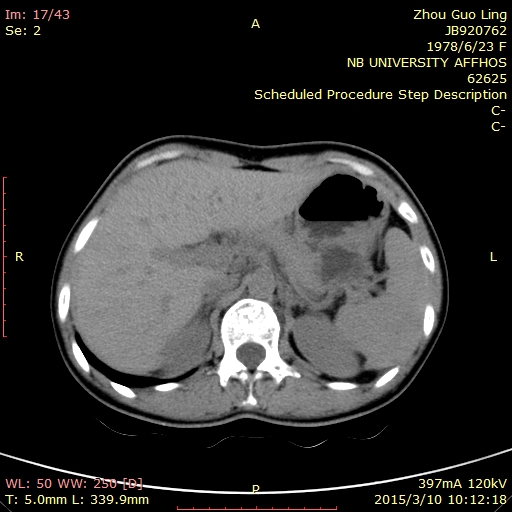 Im: 17/43
Se: 2
A
Zhou Guo Ling
JB920762
1978/6/23 F
NB UNIVERSITY AFFHOS
62625
Scheduled Procedure Step Description
C-
C-
R
L
WL: 50 WW: 250 [D]
T: 5.0mm L: 339.9mm
P
397mA 120kV
2015/3/10 10:12:18